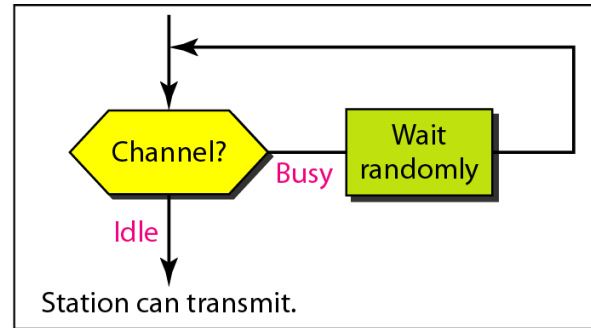 Channel?
Busy
Wait
randomly
Idle
Station can transmit.